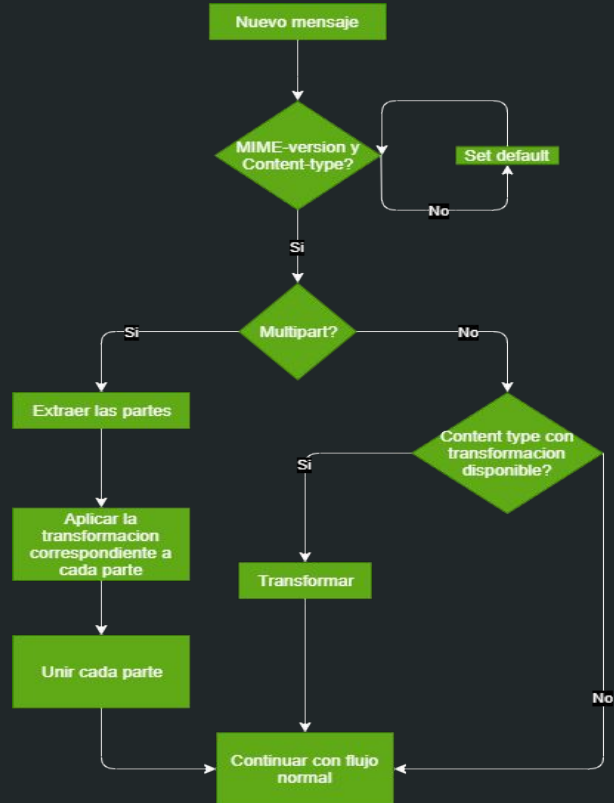 Nuevo mensaje
MIME-version y
Content-type?
Set default
No
Si
Multipart?
Si
No
Extraer las partes
Content type con
transformacion
disponible?
Si
Aplicar la
transformacion
correspondiente a
cada parte
Transformar
Unir cada parte
No
Continuar con flujo
normal